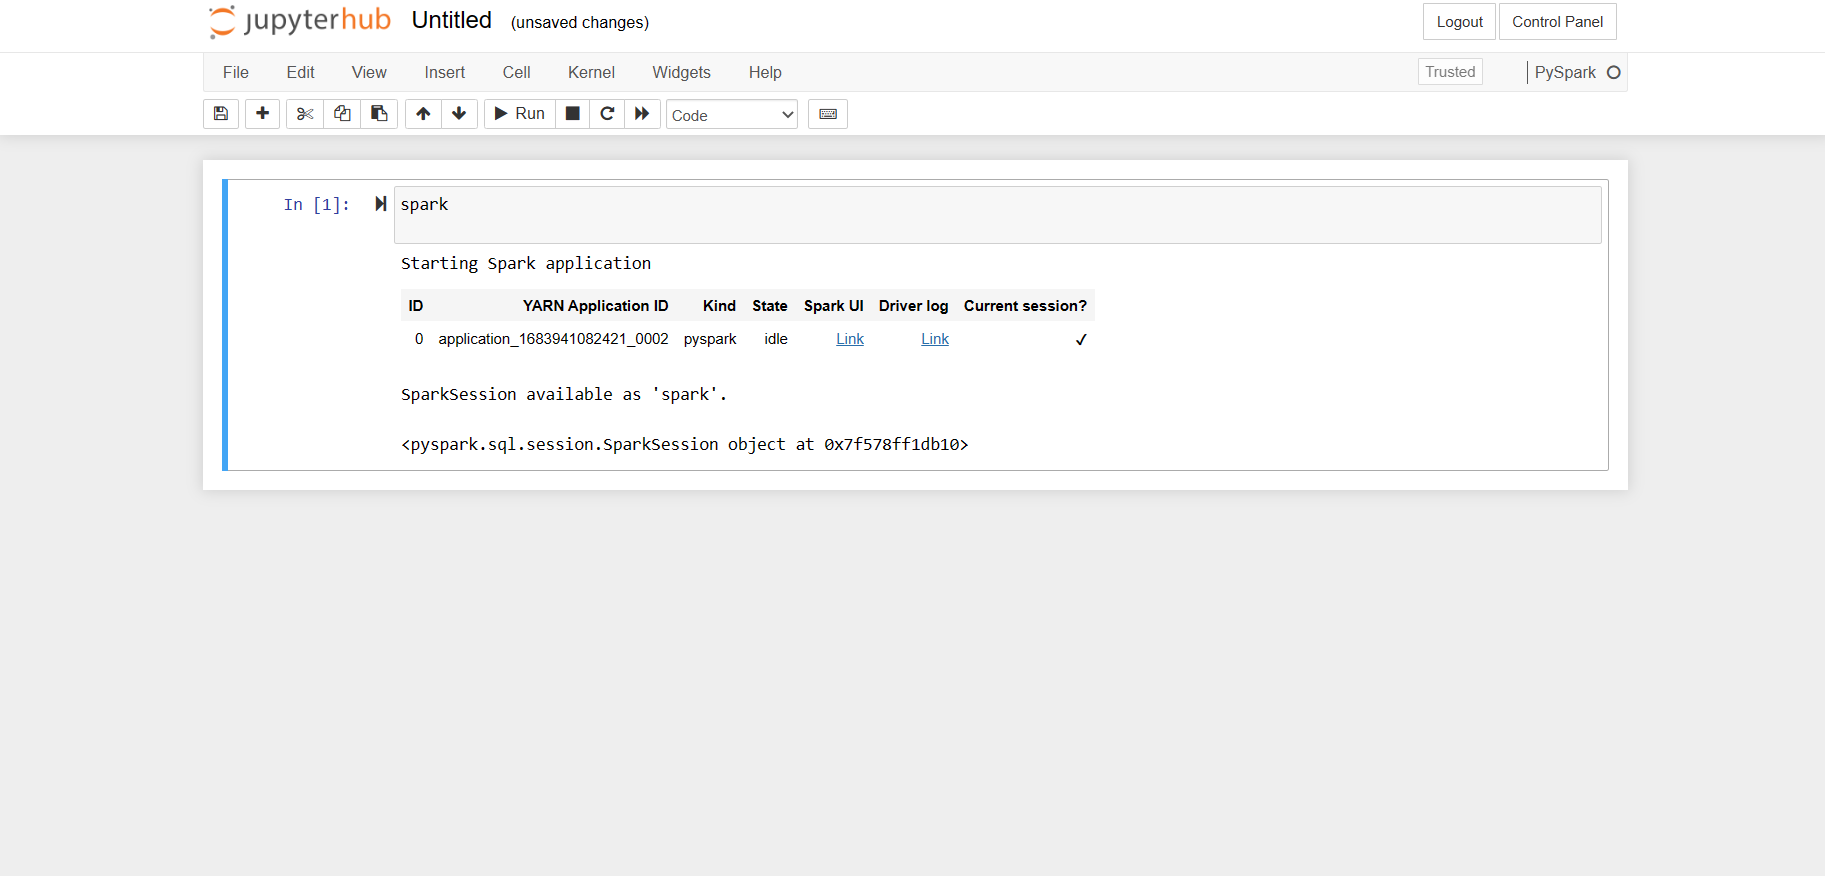 jupyterhub Untitled (unsaved changes) Logout Control Panel
File Edit View Insert Cell Kernel Widgets Help Trusted PySpark
Run Code
In [1]: spark
Starting Spark application
ID YARN Application ID Kind State Spark UI Driver log Current session?
0 application_1683941082421_0002 pyspark idle Link Link ✓
SparkSession available as 'spark'.
<pyspark.sql.session.SparkSession object at 0x7f578ff1db10>